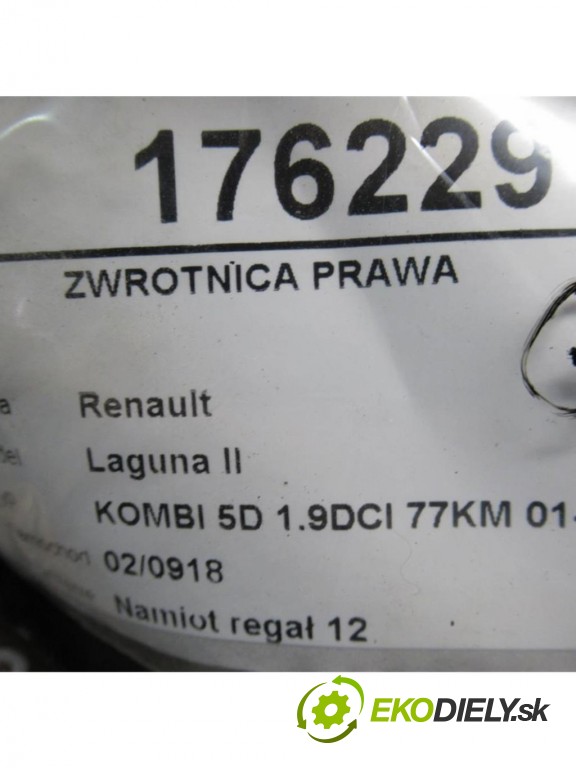 176229
ZWROTNICA PRAWA
a Renault
del Laguna II
KOMBI 5D 1.9DCI 77KM 01-
02/0918
Namiot regał 12
EKODIELY.sk